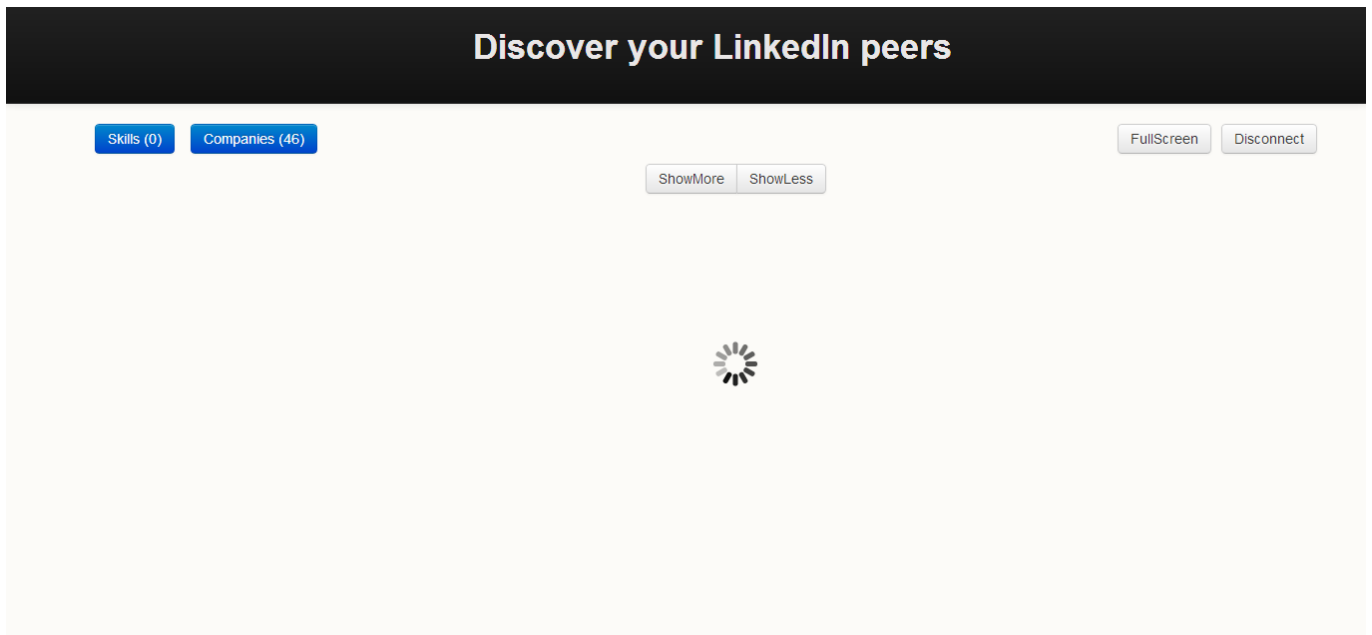 Discover your LinkedIn peers
Skills (0) Companies (46) FullScreen Disconnect
ShowMore ShowLess